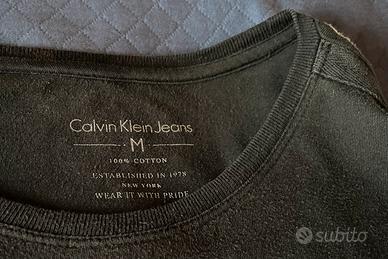 Calvin Klein Jeans
M
100% COTTON
ESTABLISHED IN 1978
NEW YORK
WEAR IT WITH PRIDE
subito